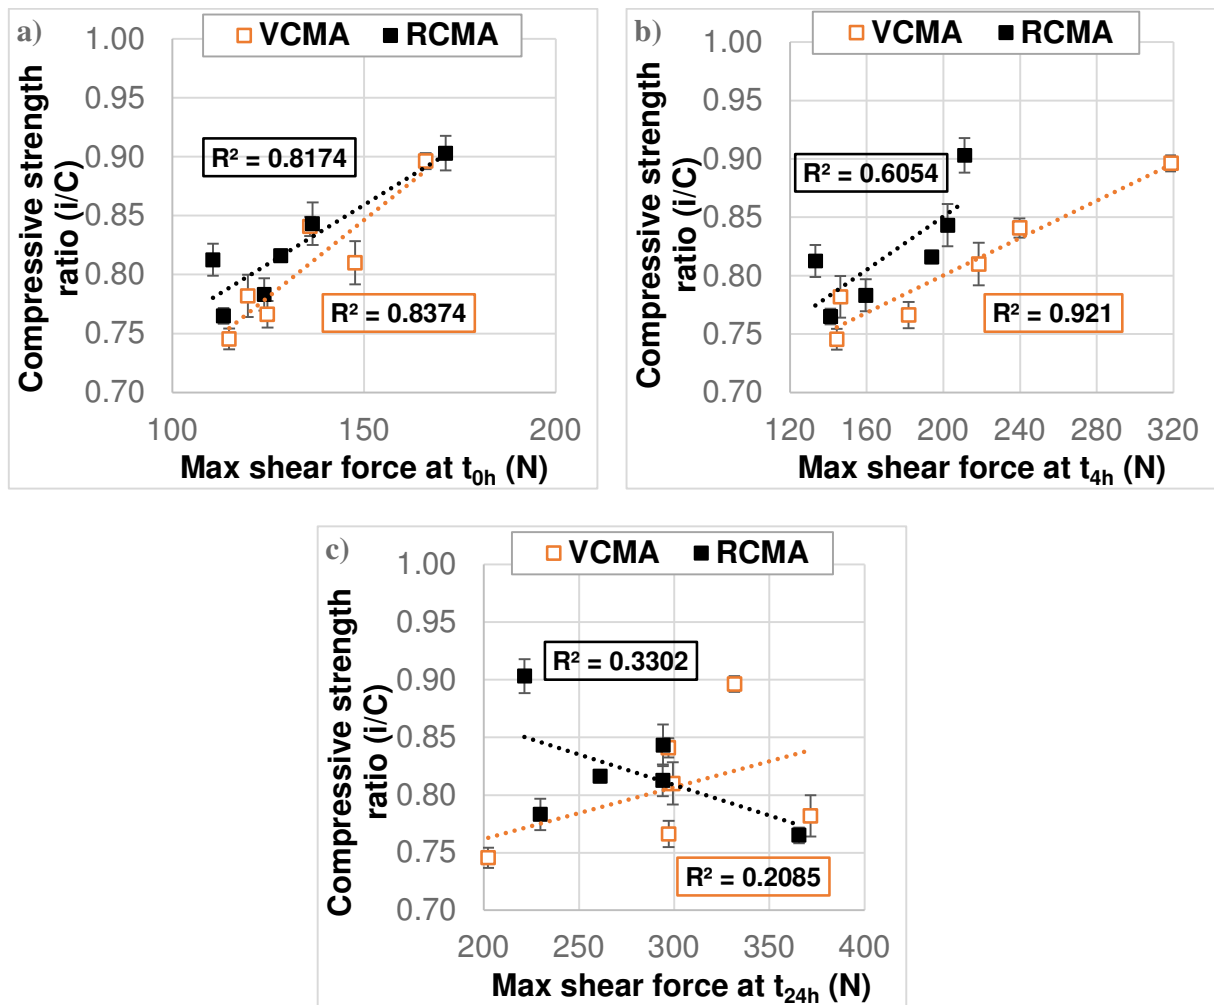 a)
VCMA RCMA
1.00
0.95
0.90
0.85
0.80
0.75
0.70
Compressive strength
ratio (i/C)
R² = 0.8174
R² = 0.8374
100 150 200
Max shear force at t0h (N)
b)
VCMA RCMA
1.00
0.95
0.90
0.85
0.80
0.75
0.70
Compressive strength
ratio (i/C)
R² = 0.6054
R² = 0.921
120 160 200 240 280 320
Max shear force at t4h (N)
c)
VCMA RCMA
1.00
0.95
0.90
0.85
0.80
0.75
0.70
Compressive strength
ratio (i/C)
R² = 0.3302
R² = 0.2085
200 250 300 350 400
Max shear force at t24h (N)